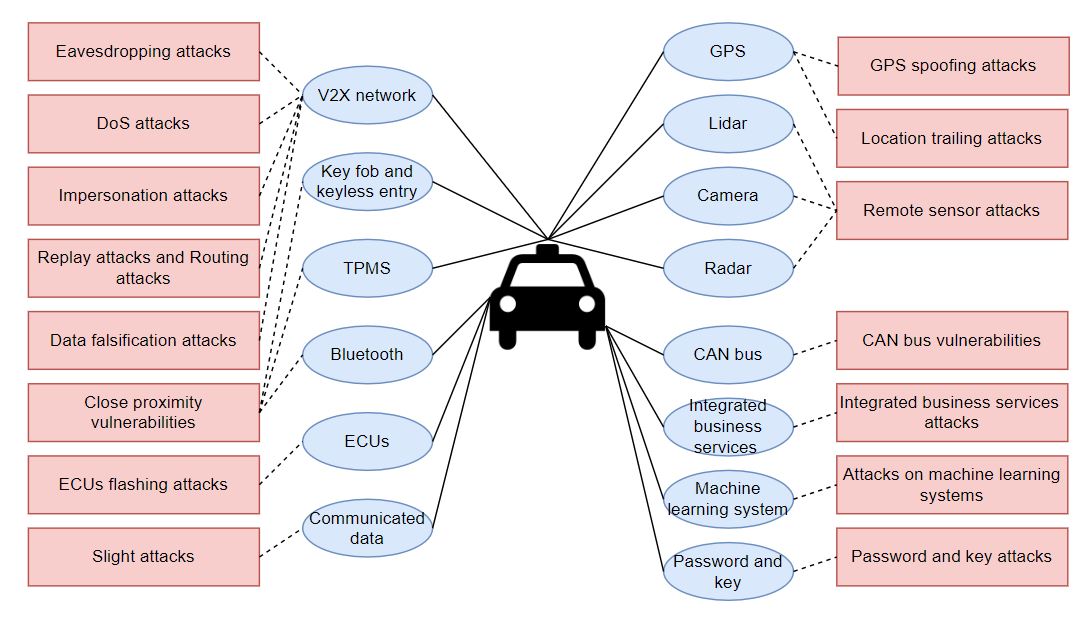 Eavesdropping attacks
DoS attacks
Impersonation attacks
Replay attacks and Routing
attacks
Data falsification attacks
Close proximity
vulnerabilities
ECUs flashing attacks
Slight attacks
V2X network
Key fob and
keyless entry
TPMS
Bluetooth
ECUs
Communicated
data
GPS
Lidar
Camera
Radar
CAN bus
Integrated
business
services
Machine
learning system
Password and
key
GPS spoofing attacks
Location trailing attacks
Remote sensor attacks
CAN bus vulnerabilities
Integrated business services
attacks
Attacks on machine learning
systems
Password and key attacks